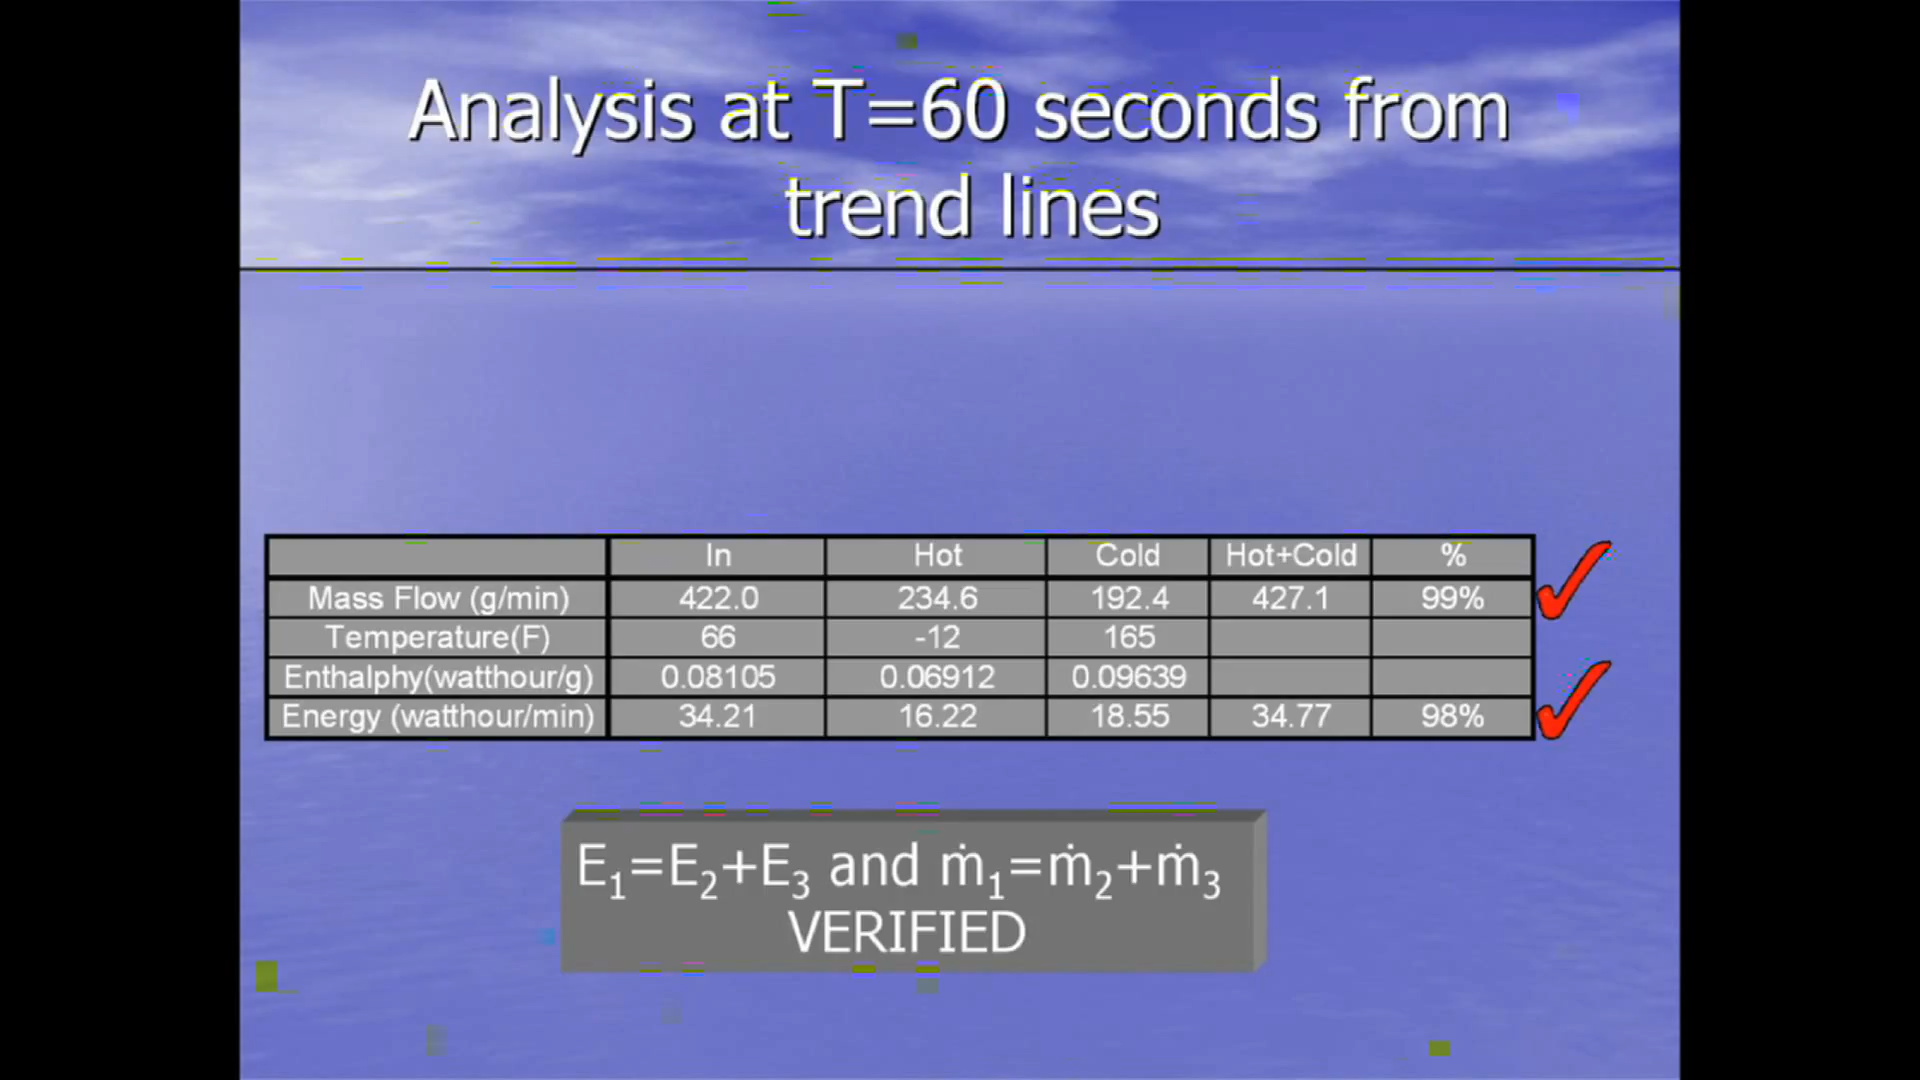 Analysis at T=60 seconds from
trend lines
In Hot Cold Hot+Cold %
Mass Flow (g/min) 422.0 234.6 192.4 427.1 99%
Temperature(F) 66 -12 165
Enthalphy(watthour/g) 0.08105 0.06912 0.09639
Energy (watthour/min) 34.21 16.22 18.55 34.77 98%
E₁=E₂+E₃ and ṁ₁=ṁ₂+ṁ₃
VERIFIED